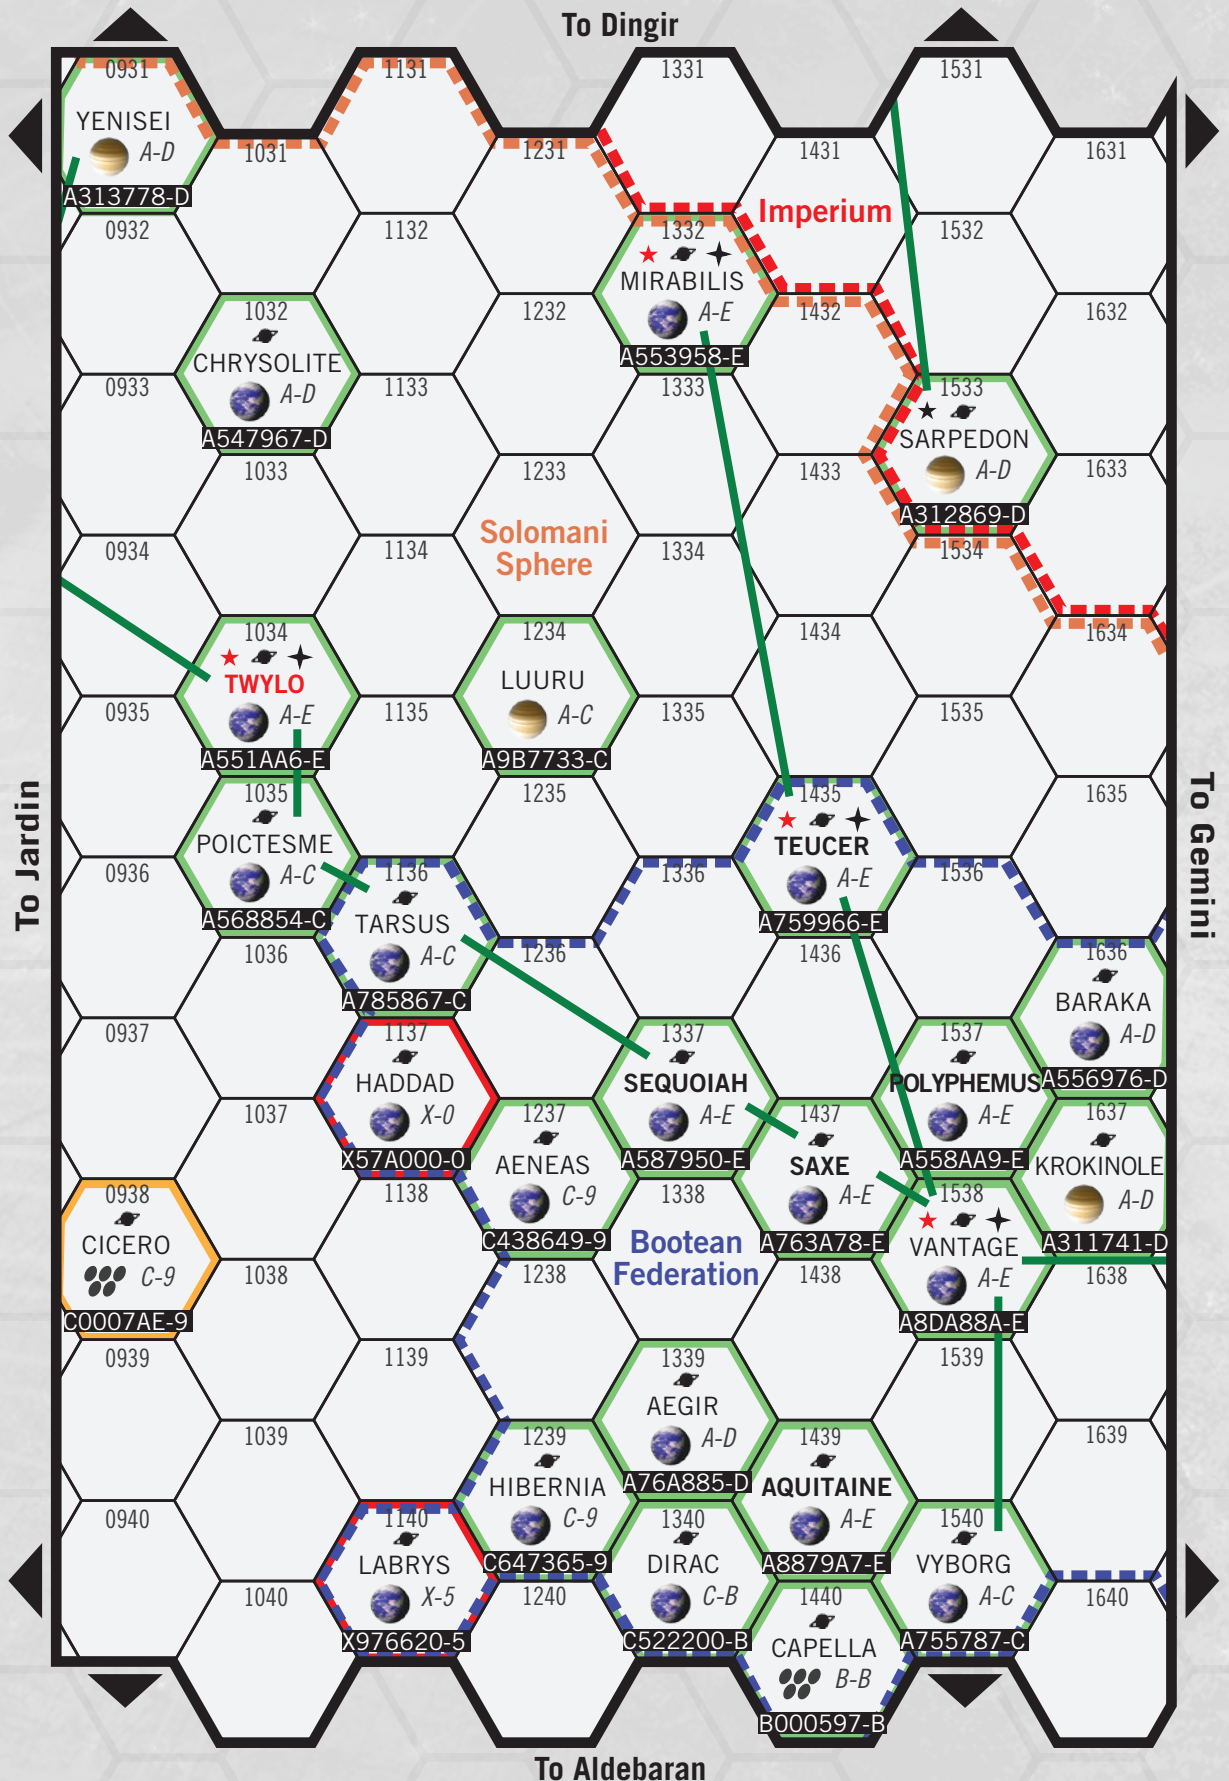 To Dingir
0931
1131
1331
1531
YENISEI
A-D
A313778-D
1031
1231
1431
1631
0932
1132
1332
Imperium
1532
MIRABILIS
A-E
A553958-E
1032
CHRYSOLITE
A-D
A547967-D
1232
1432
1632
0933
1133
1333
1533
SARPEDON
A-D
A312869-D
1033
1233
1433
1633
Solomani
Sphere
0934
1134
1334
1534
1034
TWYLO
A-E
A551AA6-E
1234
LUURU
A-C
A9B7733-C
1434
1634
0935
1135
1335
1535
1035
POICTESME
A-C
A568854-C
1235
1435
TEUCER
A-E
A759966-E
1635
To Jardin
To Gemini
0936
1136
TARSUS
A-C
A785867-C
1336
1536
1036
1236
1436
1636
BARAKA
A-D
A556976-D
0937
1137
HADDAD
X-0
X57A000-0
1337
SEQUOIAH
A-E
A587950-E
1537
POLYPHEMUS
A-E
A558AA9-E
1037
1237
AENEAS
C-9
C438649-9
1437
SAXE
A-E
A763A78-E
1637
KROKINOLE
A-D
A311741-D
0938
CICERO
C-9
C0007AE-9
1138
1338
Bootean
Federation
1538
VANTAGE
A-E
A8DA88A-E
1038
1238
1438
1638
0939
1139
1339
AEGIR
A-D
A76A885-D
1539
1039
1239
HIBERNIA
C-9
C647365-9
1439
AQUITAINE
A-E
A8879A7-E
1639
0940
1140
LABRYS
X-5
X976620-5
1340
DIRAC
C-B
C522200-B
1540
VYBORG
A-C
A755787-C
1040
1240
1440
CAPELLA
B-B
B000597-B
1640
To Aldebaran